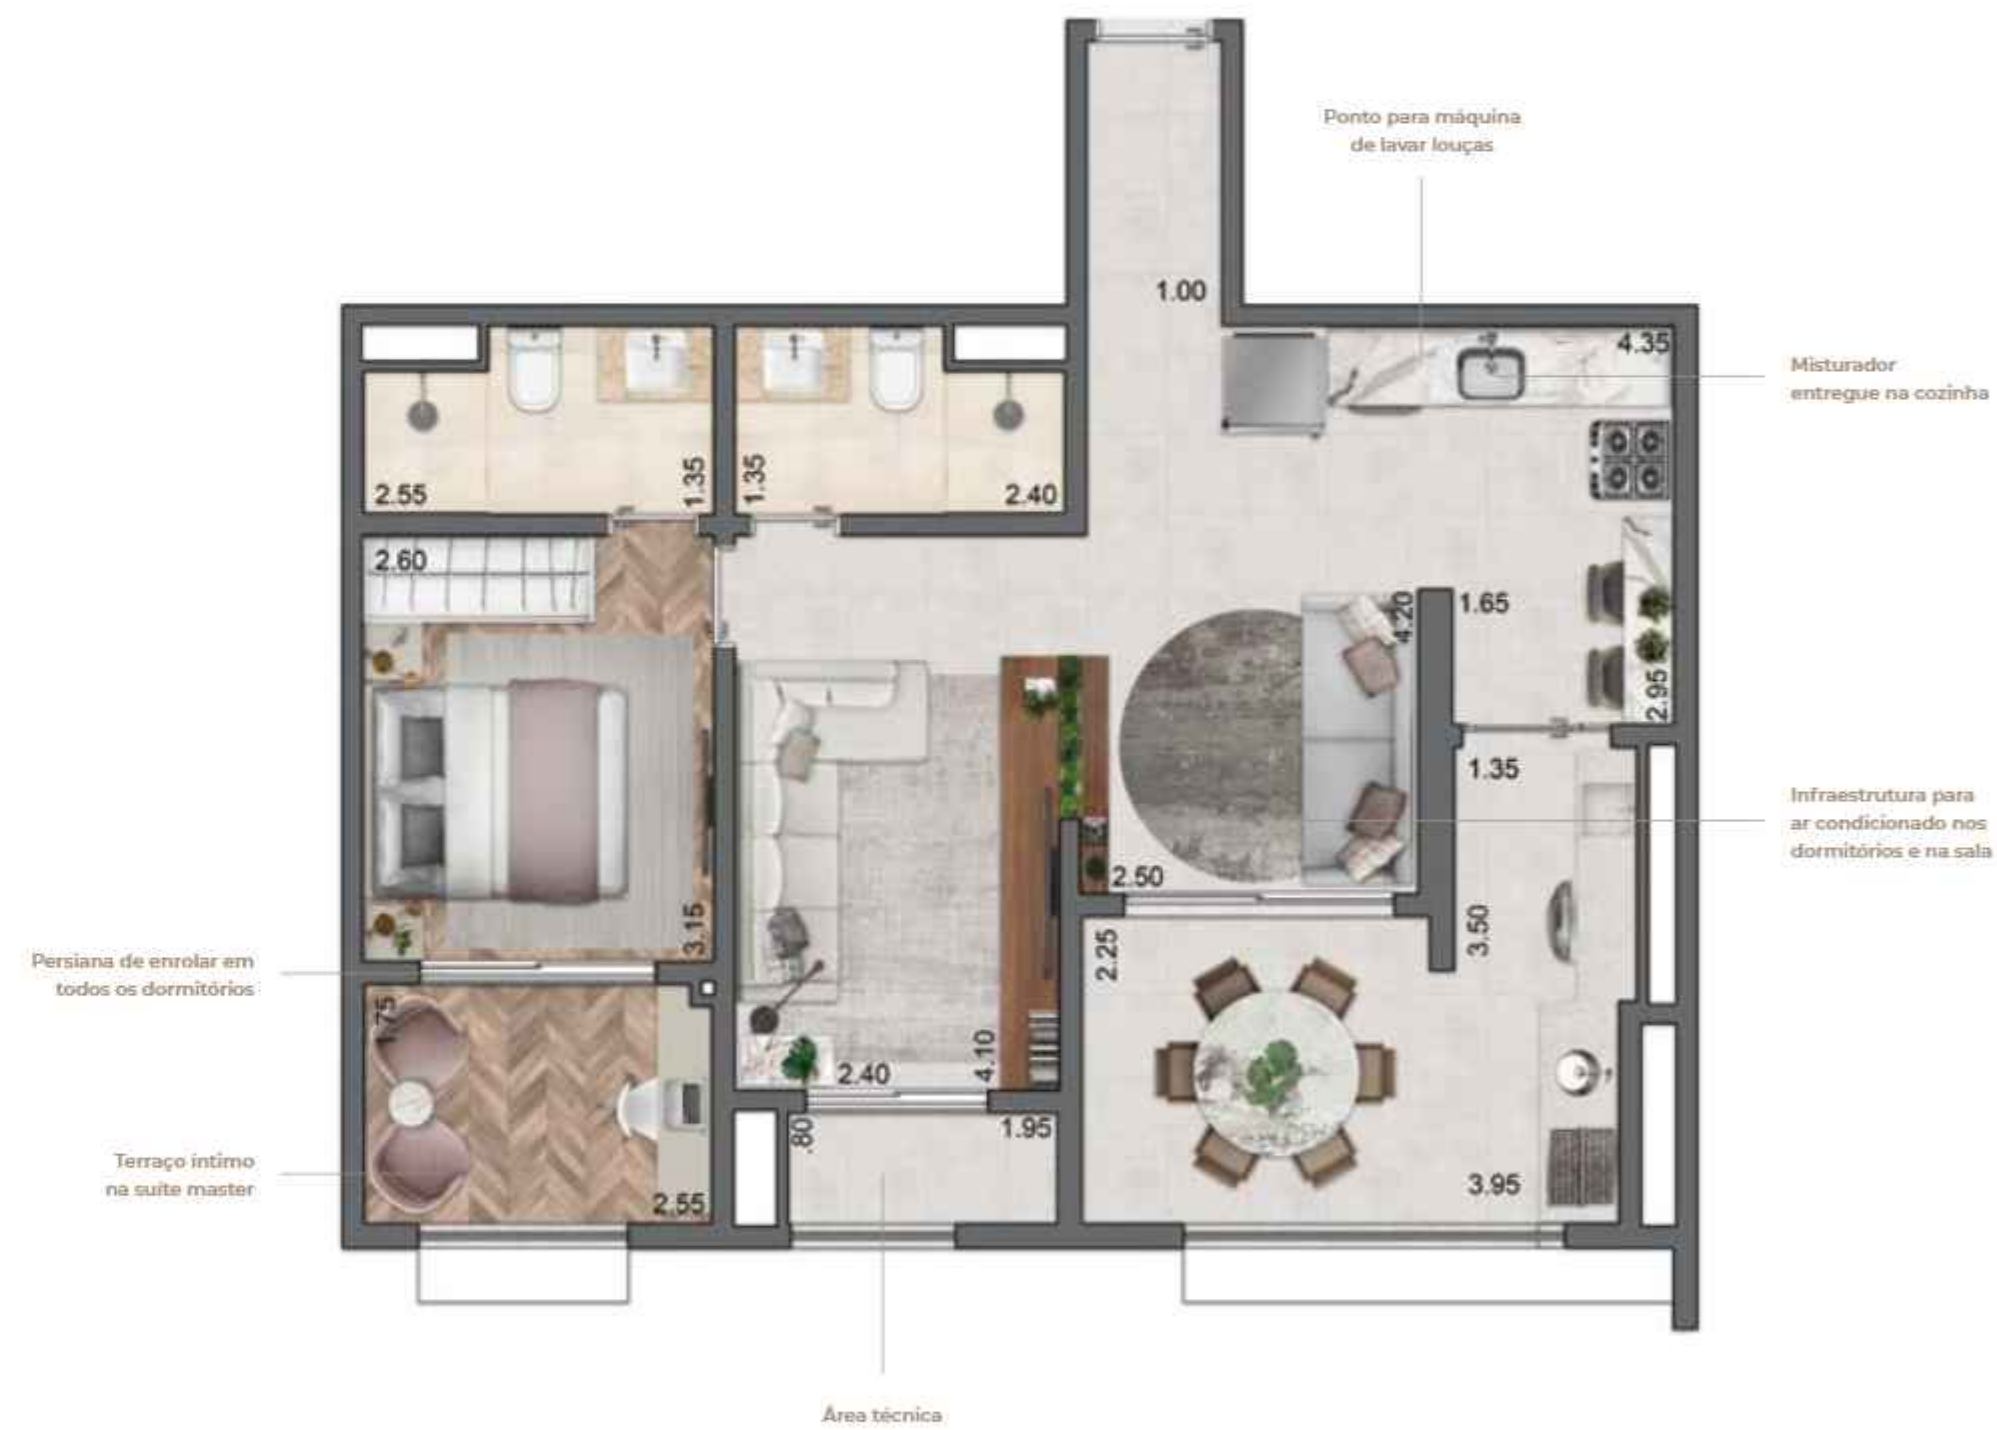 Ponto para máquina
de lavar louças
1.00
4.35
Misturador
entregue na cozinha
2.55
1.35
1.35
2.40
2.60
4.20
1.65
2.95
1.35
Infraestrutura para
ar condicionado nos
dormitórios e na sala
2.50
3.15
2.25
3.50
Persiana de enrolar em
todos os dormitórios
1.75
2.40
4.10
.80
1.95
Terraço íntimo
na suíte master
2.55
3.95
Área técnica